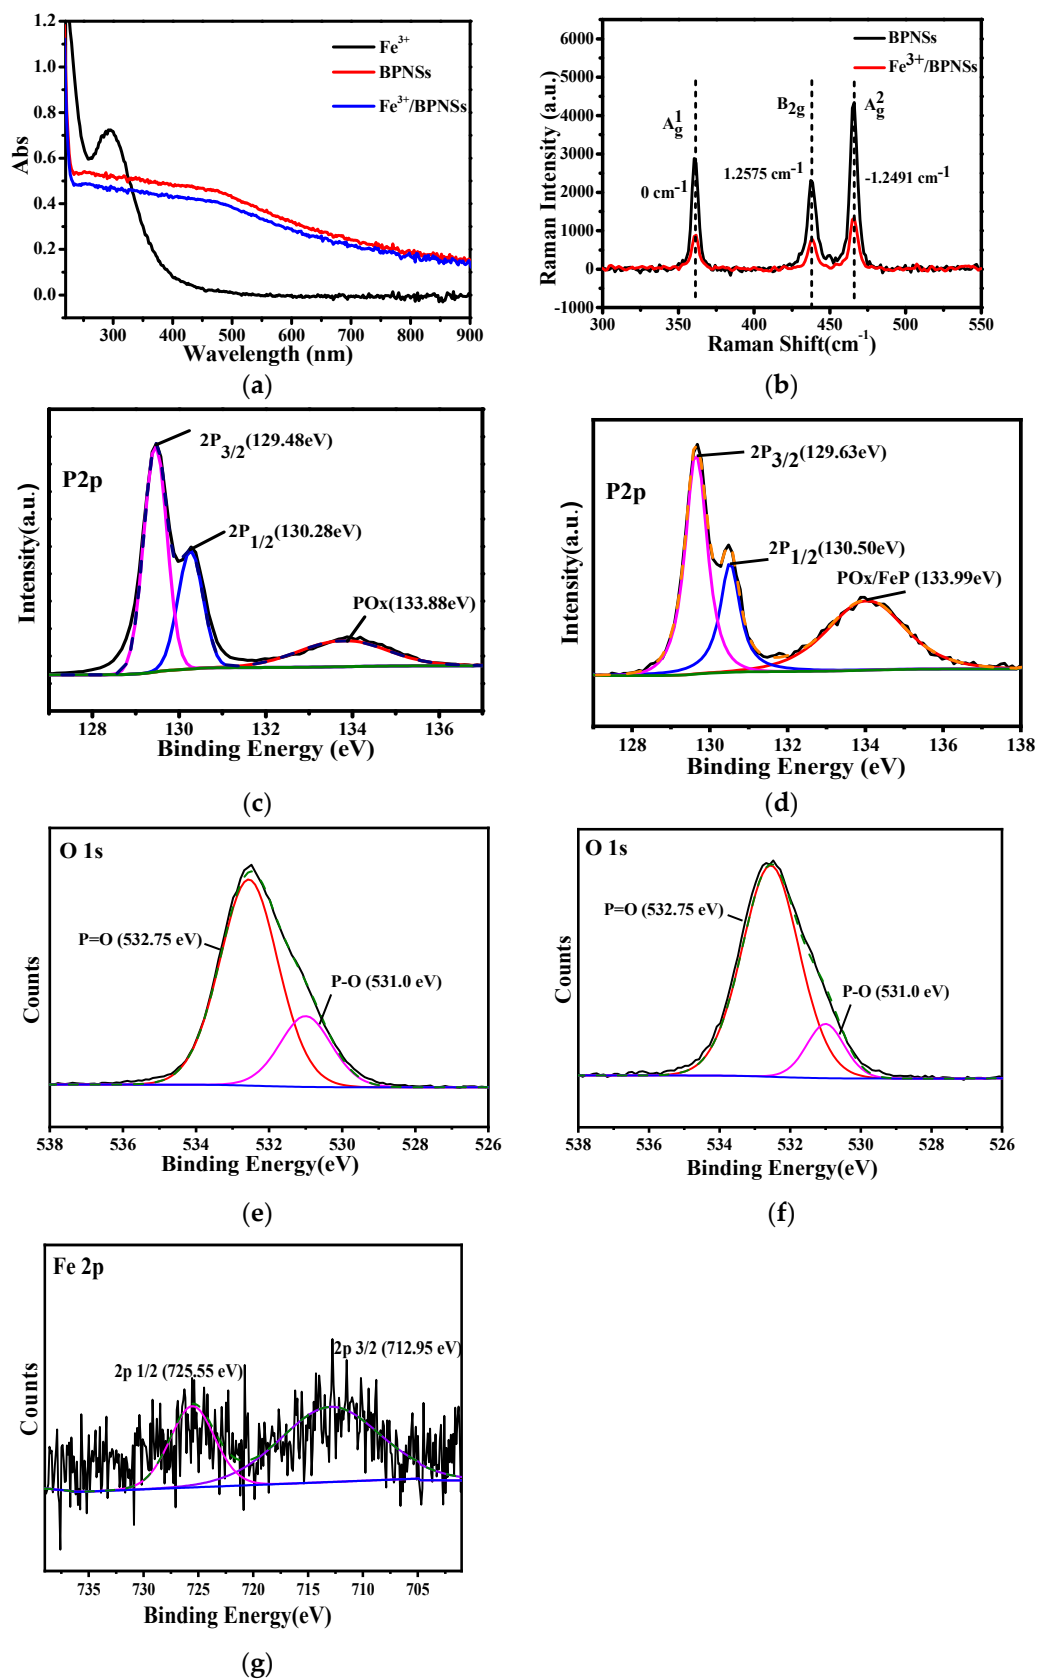 1.2
1.0
0.8
0.6
0.4
0.2
0.0
Abs
Fe³⁺
BPNSs
Fe³⁺/BPNSs
300 400 500 600 700 800 900
Wavelength (nm)
(a)
6000
5000
4000
3000
2000
1000
0
-1000
Raman Intensity (a.u.)
BPNSs
Fe³⁺/BPNSs
A_g^1
B_2g
A_g^2
0 cm⁻¹
1.2575 cm⁻¹
-1.2491 cm⁻¹
300 350 400 450 500 550
Raman Shift(cm⁻¹)
(b)
P2p
Intensity(a.u.)
2P3/2(129.48eV)
2P1/2(130.28eV)
POx(133.88eV)
128 130 132 134 136
Binding Energy (eV)
(c)
P2p
Intensity(a.u.)
2P3/2(129.63eV)
2P1/2(130.50eV)
POx/FeP (133.99eV)
128 130 132 134 136 138
Binding Energy (eV)
(d)
O 1s
Counts
P=O (532.75 eV)
P-O (531.0 eV)
538 536 534 532 530 528 526
Binding Energy(eV)
(e)
O 1s
Counts
P=O (532.75 eV)
P-O (531.0 eV)
538 536 534 532 530 528 526
Binding Energy(eV)
(f)
Fe 2p
Counts
2p 1/2 (725.55 eV)
2p 3/2 (712.95 eV)
735 730 725 720 715 710 705
Binding Energy(eV)
(g)